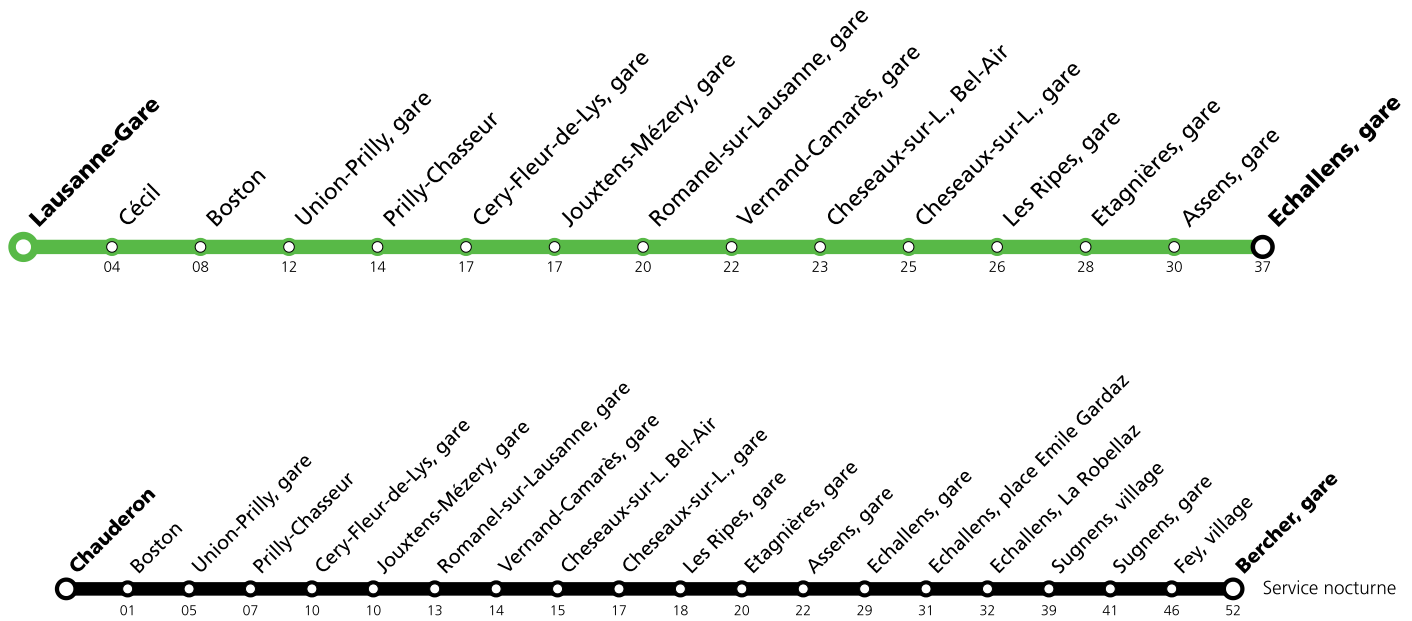 Lausanne-Gare
Cécil
Boston
Union-Prilly, gare
Prilly-Chasseur
Cery-Fleur-de-Lys, gare
Jouxtens-Mézery, gare
Romanel-sur-Lausanne, gare
Vernand-Camarès, gare
Cheseaux-sur-L., Bel-Air
Cheseaux-sur-L., gare
Les Ripes, gare
Etagnières, gare
Assens, gare
Echallens, gare
04 08 12 14 17 17 20 22 23 25 26 28 30 37
Chauderon
Boston
Union-Prilly, gare
Prilly-Chasseur
Cery-Fleur-de-Lys, gare
Jouxtens-Mézery, gare
Romanel-sur-Lausanne, gare
Vernand-Camarès, gare
Cheseaux-sur-L. Bel-Air
Cheseaux-sur-L., gare
Les Ripes, gare
Etagnières, gare
Assens, gare
Echallens, gare
Echallens, place Emile Gardaz
Echallens, La Robellaz
Sugnens, village
Sugnens, gare
Fey, village
Bercher, gare
Service nocturne
01 05 07 10 10 13 14 15 17 18 20 22 29 31 32 39 41 46 52